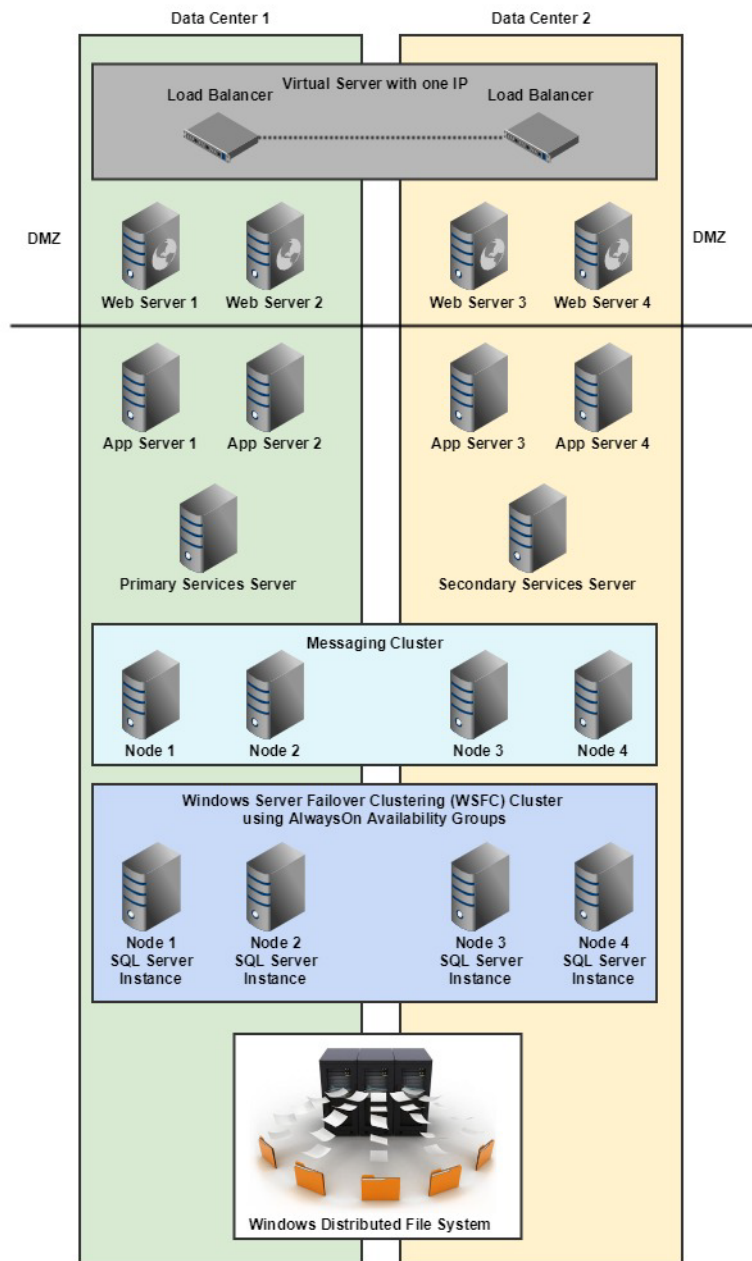 Data Center 1
Data Center 2
Virtual Server with one IP
Load Balancer
Load Balancer
DMZ
DMZ
Web Server 1
Web Server 2
Web Server 3
Web Server 4
App Server 1
App Server 2
App Server 3
App Server 4
Primary Services Server
Secondary Services Server
Messaging Cluster
Node 1
Node 2
Node 3
Node 4
Windows Server Failover Clustering (WSFC) Cluster
using AlwaysOn Availability Groups
Node 1
SQL Server
Instance
Node 2
SQL Server
Instance
Node 3
SQL Server
Instance
Node 4
SQL Server
Instance
Windows Distributed File System